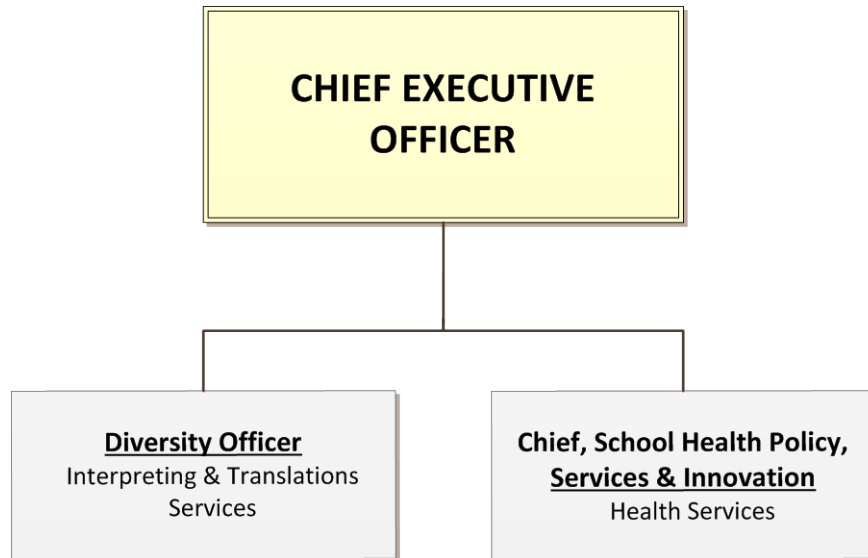 CHIEF EXECUTIVE
OFFICER
Diversity Officer
Interpreting & Translations
Services
Chief, School Health Policy,
Services & Innovation
Health Services